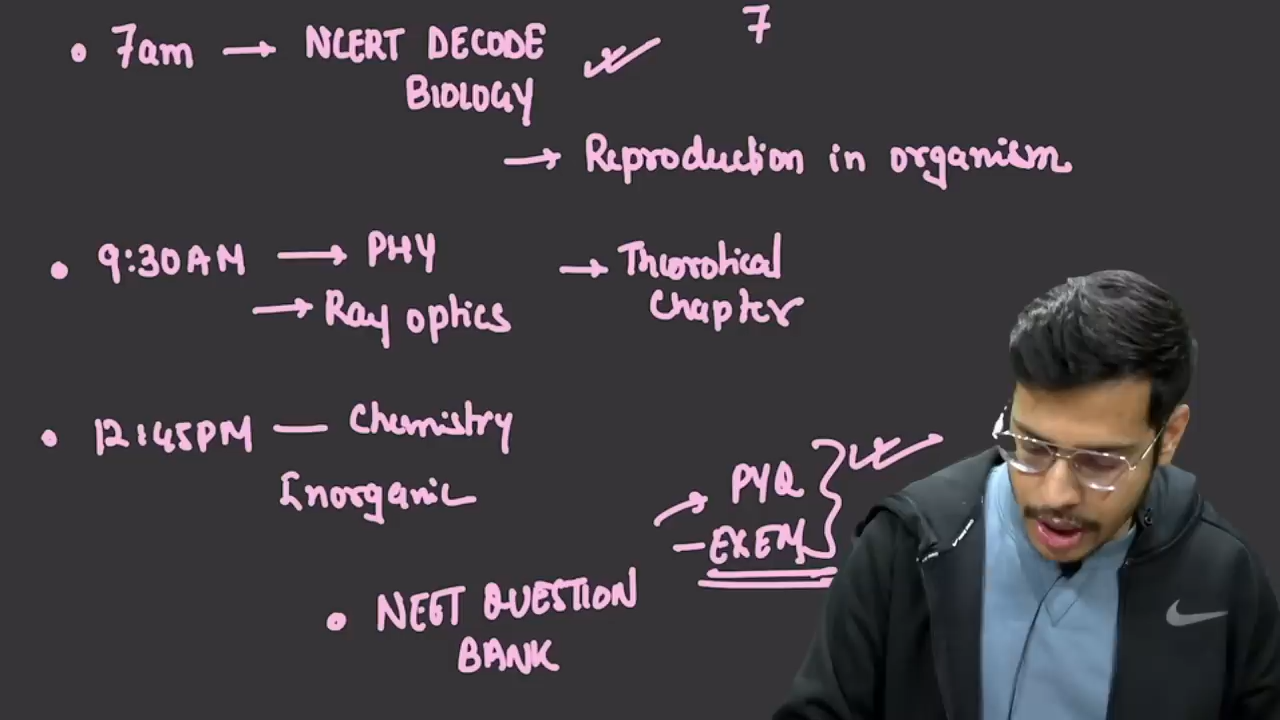 7
• 7am → NCERT DECODE
BIOLOGY
→ Reproduction in organism
• 9:30AM → PHY → Theorotical
→ Ray optics Chapter
• 12:45PM — Chemistry
Inorganic
→ PYQ
– EXEM
• NEET QUESTION
BANK